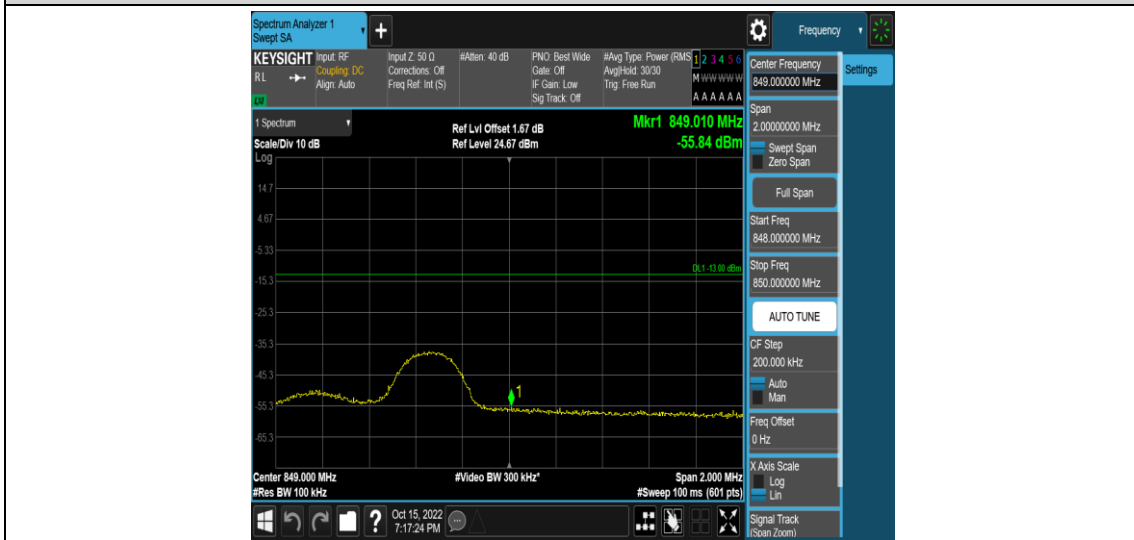 Spectrum Analyzer 1
Swept SA
+
Frequency
KEYSIGHT
RL
LXI
Input: RF
Coupling: DC
Align: Auto
Input Z: 50 Ω
Corrections: Off
Freq Ref: Int (S)
#Atten: 40 dB
PNO: Best Wide
Gate: Off
IF Gain: Low
Sig Track: Off
#Avg Type: Power (RMS
Avg|Hold: 30/30
Trig: Free Run
1 2 3 4 5 6
M W W W W W
A A A A A A
1 Spectrum
Scale/Div 10 dB
Ref Lvl Offset 1.67 dB
Ref Level 24.67 dBm
Mkr1 849.010 MHz
-55.84 dBm
Log
14.7
4.67
-5.33
DL1 -13.00 dBm
-15.3
-25.3
-35.3
-45.3
1
-55.3
-65.3
Center 849.000 MHz
#Res BW 100 kHz
#Video BW 300 kHz*
Span 2.000 MHz
#Sweep 100 ms (601 pts)
Center Frequency
849.000000 MHz
Settings
Span
2.00000000 MHz
Swept Span
Zero Span
Full Span
Start Freq
848.000000 MHz
Stop Freq
850.000000 MHz
AUTO TUNE
CF Step
200.000 kHz
Auto
Man
Freq Offset
0 Hz
X Axis Scale
Log
Lin
Signal Track
(Span Zoom)
?
Oct 15, 2022
7:17:24 PM